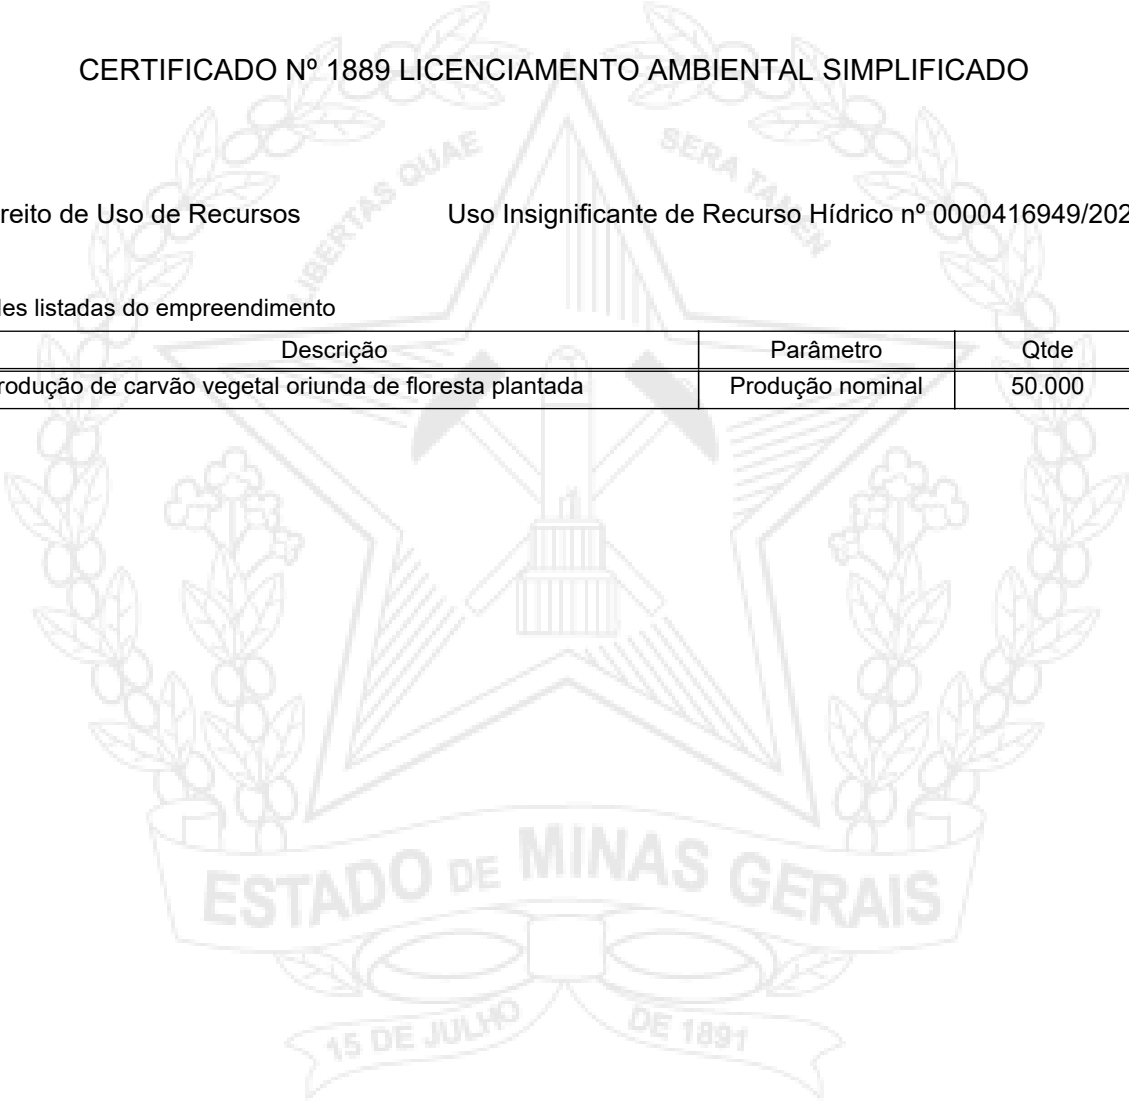 CERTIFICADO Nº 1889 LICENCIAMENTO AMBIENTAL SIMPLIFICADO
LIBERTAS QUAE SERA TAMEN
reito de Uso de Recursos Uso Insignificante de Recurso Hídrico nº 0000416949/202
les listadas do empreendimento
Descrição Parâmetro Qtde
rodução de carvão vegetal oriunda de floresta plantada Produção nominal 50.000
ESTADO DE MINAS GERAIS
15 DE JULHO DE 1891